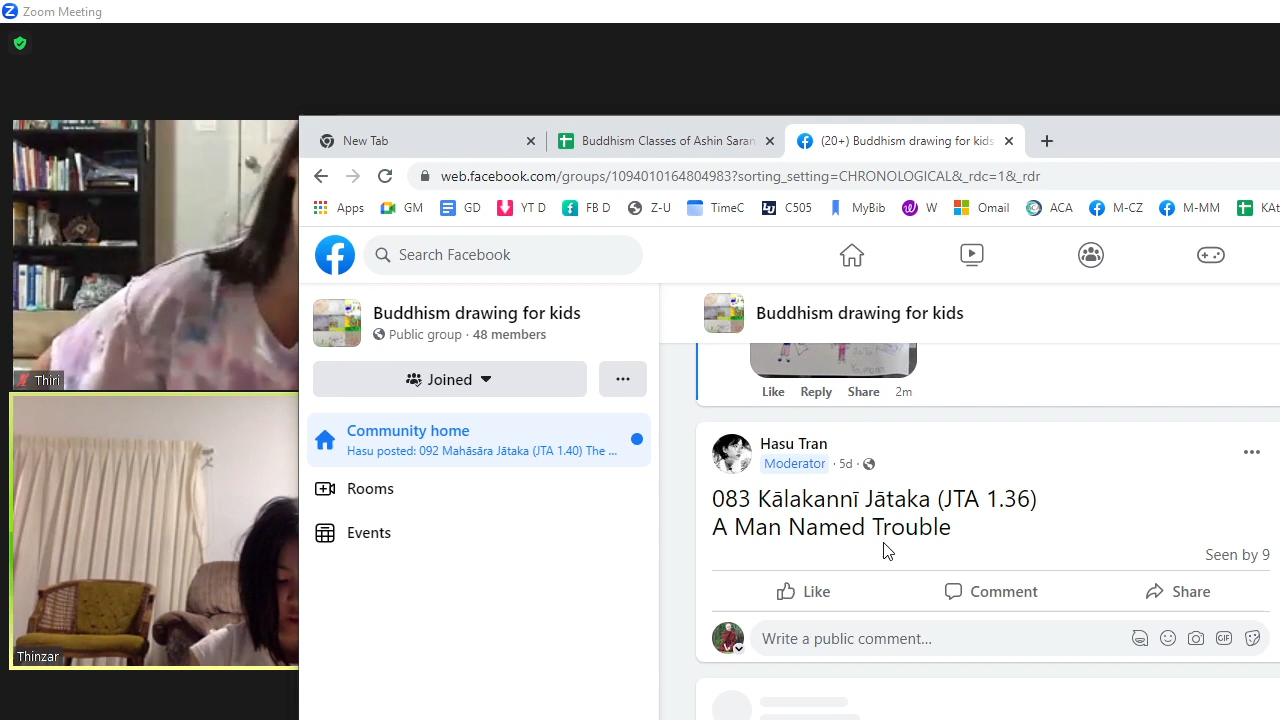 Zoom Meeting
New Tab
Buddhism Classes of Ashin Saran
(20+) Buddhism drawing for kids
web.facebook.com/groups/1094010164804983?sorting_setting=CHRONOLOGICAL&_rdc=1&_rdr
Apps GM GD YT D FB D Z-U TimeC C505 MyBib W Omail ACA M-CZ M-MM KAt
Search Facebook
Buddhism drawing for kids
Public group · 48 members
Joined
Community home
Hasu posted: 092 Mahāsāra Jātaka (JTA 1.40) The ...
Rooms
Events
Buddhism drawing for kids
Like Reply Share 2m
Hasu Tran
Moderator · 5d ·
083 Kālakannī Jātaka (JTA 1.36)
A Man Named Trouble
Seen by 9
Like Comment Share
Write a public comment...
GIF
Thiri
Thinzar